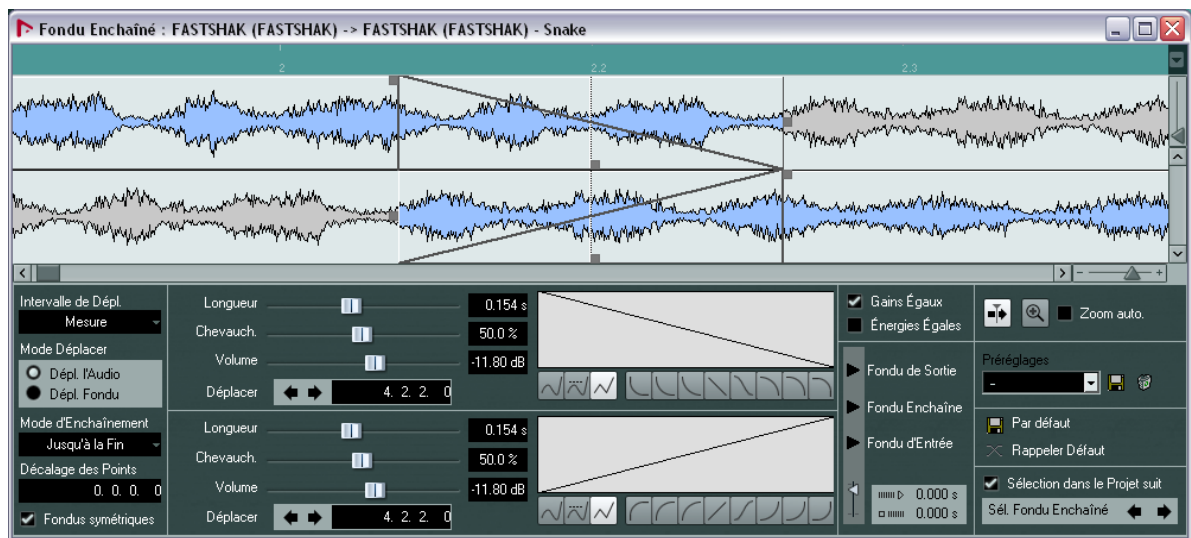 Fondu Enchaîné : FASTSHAK (FASTSHAK) -> FASTSHAK (FASTSHAK) - Snake
2 2.2 2.3
Intervalle de Dépl.
Mesure
Mode Déplacer
Dépl. l'Audio
Dépl. Fondu
Mode d'Enchaînement
Jusqu'à la Fin
Décalage des Points
0. 0. 0. 0
Fondus symétriques
Longueur 0.154 s
Chevauch. 50.0 %
Volume -11.80 dB
Déplacer 4. 2. 2. 0
Longueur 0.154 s
Chevauch. 50.0 %
Volume -11.80 dB
Déplacer 4. 2. 2. 0
Gains Égaux
Énergies Égales
Fondu de Sortie
Fondu Enchaîne
Fondu d'Entrée
0.000 s
0.000 s
Zoom auto.
Préréglages
-
Par défaut
Rappeler Défaut
Sélection dans le Projet suit
Sél. Fondu Enchaîné